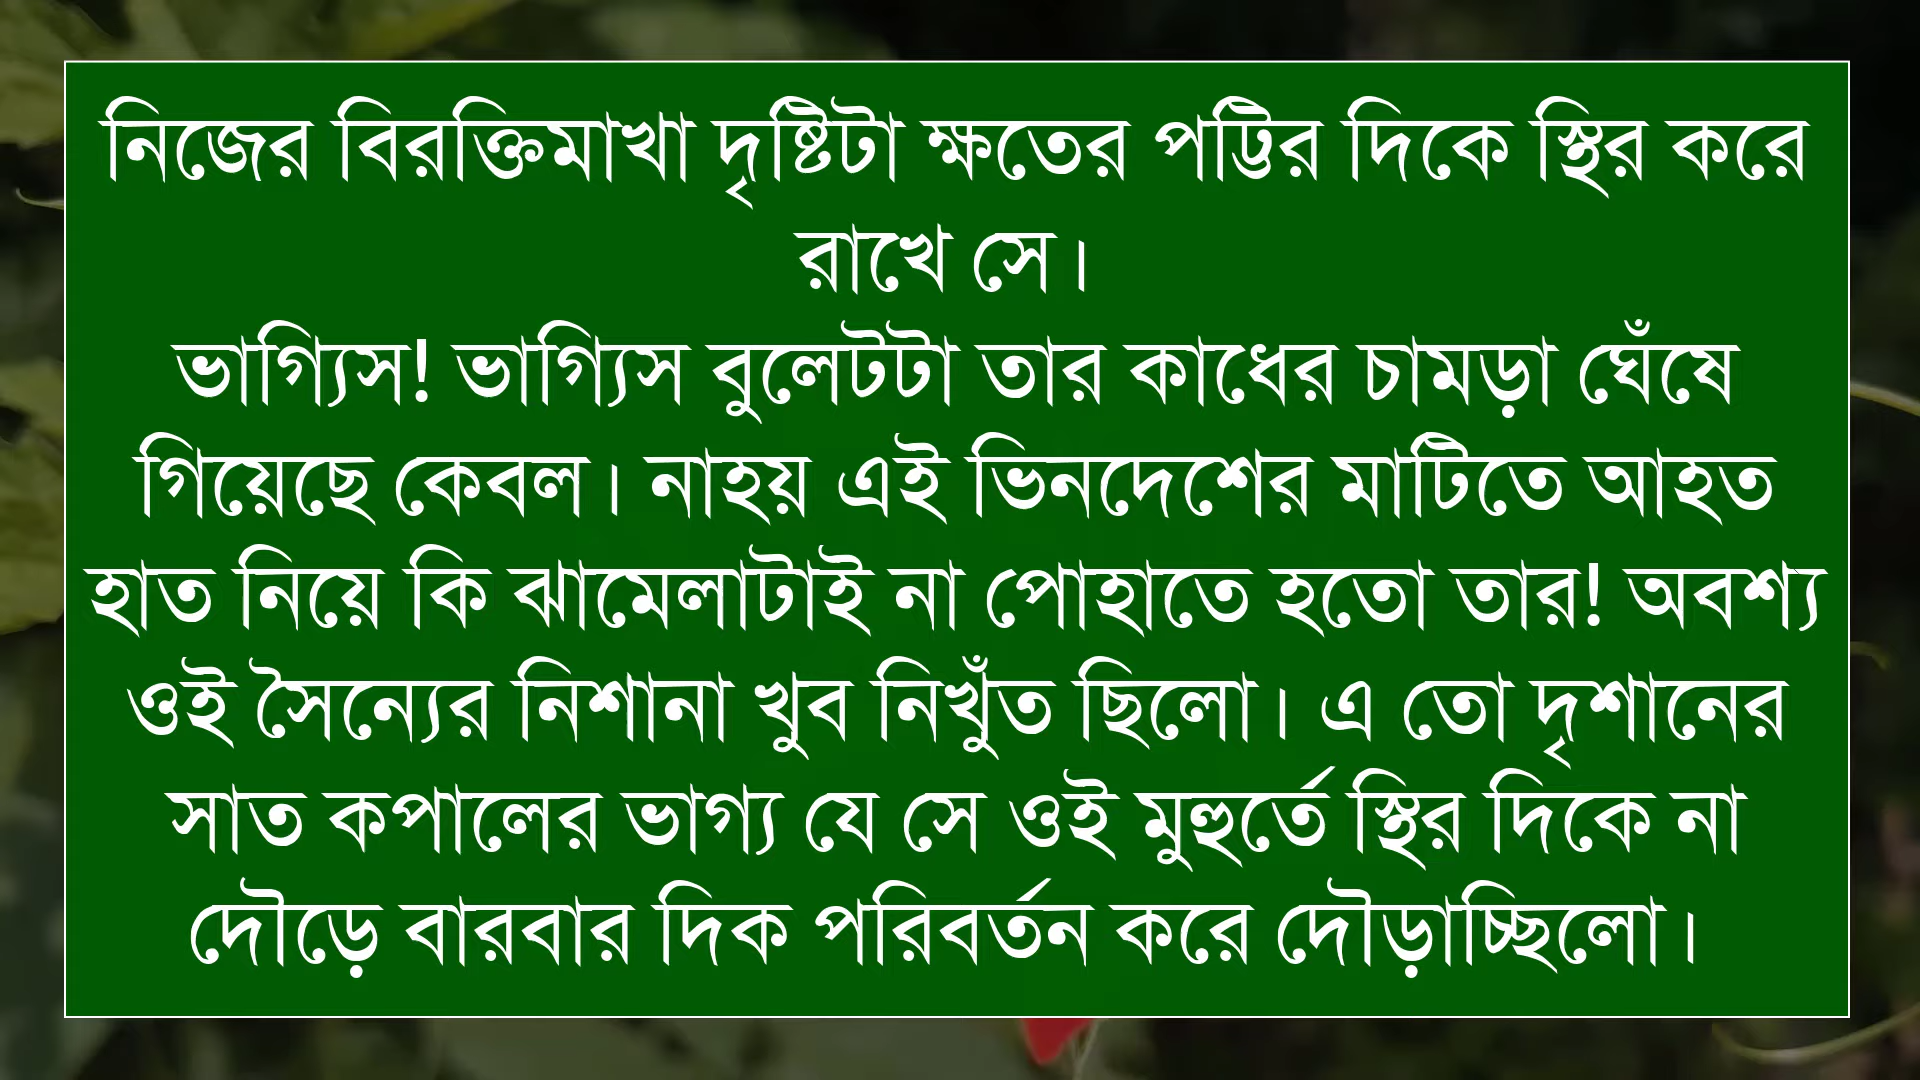 নিজের বিরক্তিমাখা দৃষ্টিটা ক্ষতের পট্টির দিকে স্থির করে
রাখে সে।
ভাগ্যিস! ভাগ্যিস বুলেটটা তার কাধের চামড়া ঘেঁষে
গিয়েছে কেবল। নাহয় এই ভিনদেশের মাটিতে আহত
হাত নিয়ে কি ঝামেলাটাই না পোহাতে হতো তার! অবশ্য
ওই সৈন্যের নিশানা খুব নিখুঁত ছিলো। এ তো দৃশানের
সাত কপালের ভাগ্য যে সে ওই মুহুর্তে স্থির দিকে না
দৌড়ে বারবার দিক পরিবর্তন করে দৌড়াচ্ছিলো।